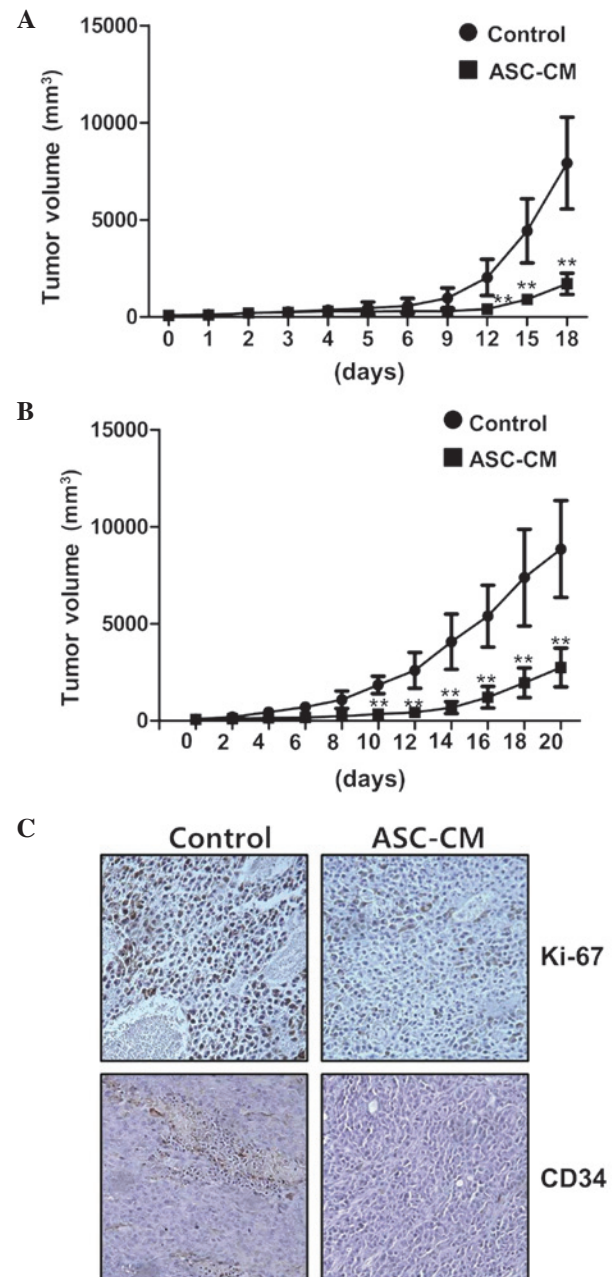 A
15000
10000
5000
0
Tumor volume (mm³)
Control
ASC-CM
**
**
**
0 1 2 3 4 5 6 9 12 15 18
(days)
B
15000
10000
5000
0
Tumor volume (mm³)
Control
ASC-CM
** ** ** ** ** **
0 2 4 6 8 10 12 14 16 18 20
(days)
C
Control ASC-CM
Ki-67
CD34